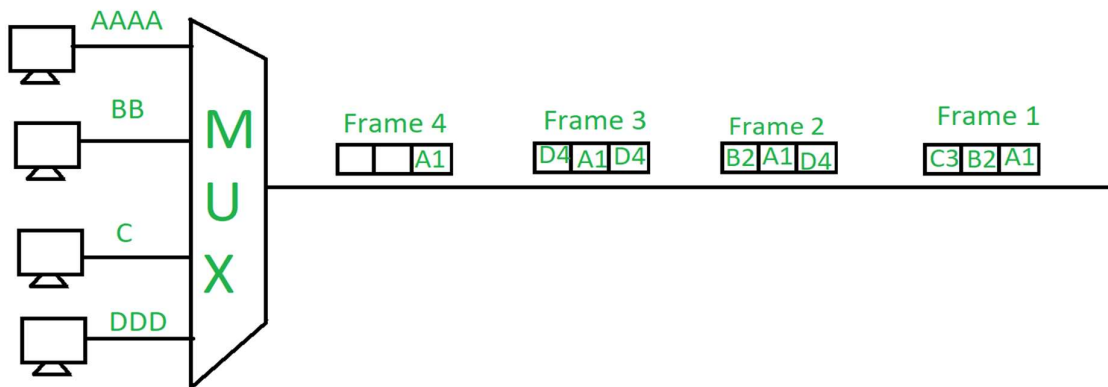 AAAA
BB
C
DDD
MUX
Frame 4
A1
Frame 3
D4 A1 D4
Frame 2
B2 A1 D4
Frame 1
C3 B2 A1